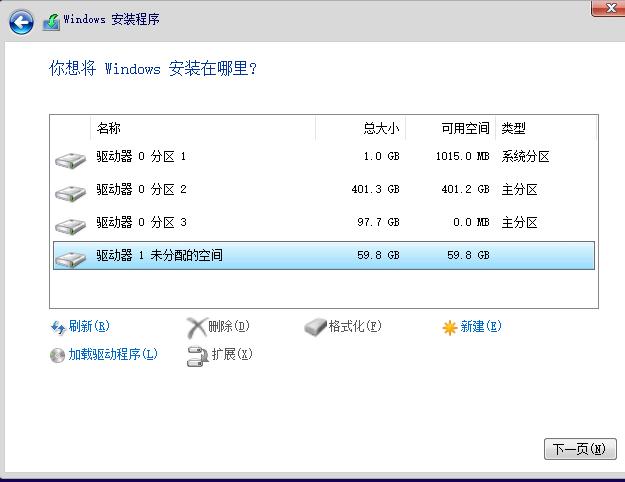 Windows 安装程序
你想将 Windows 安装在哪里?
名称 总大小 可用空间 类型
驱动器 0 分区 1 1.0 GB 1015.0 MB 系统分区
驱动器 0 分区 2 401.3 GB 401.2 GB 主分区
驱动器 0 分区 3 97.7 GB 0.0 MB 主分区
驱动器 1 未分配的空间 59.8 GB 59.8 GB
刷新(R) 删除(D) 格式化(F) 新建(E)
加载驱动程序(L) 扩展(X)
下一页(N)